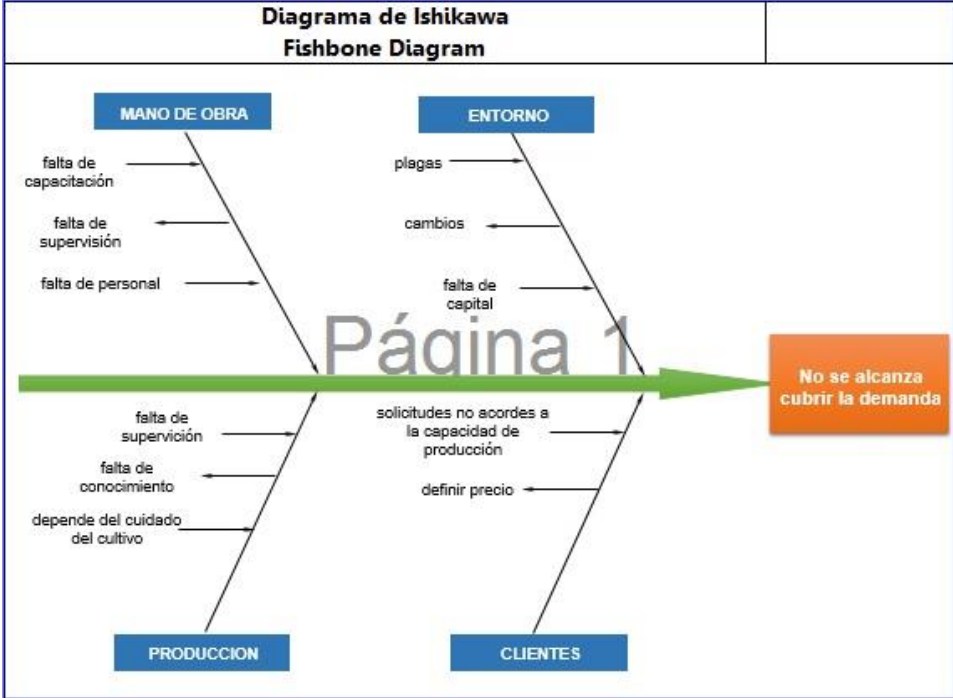 Diagrama de Ishikawa
Fishbone Diagram
MANO DE OBRA
falta de
capacitación
falta de
supervisión
falta de personal
ENTORNO
plagas
cambios
falta de
capital
Página 1
No se alcanza
cubrir la demanda
falta de
supervición
falta de
conocimiento
depende del cuidado
del cultivo
PRODUCCION
solicitudes no acordes a
la capacidad de
producción
definir precio
CLIENTES